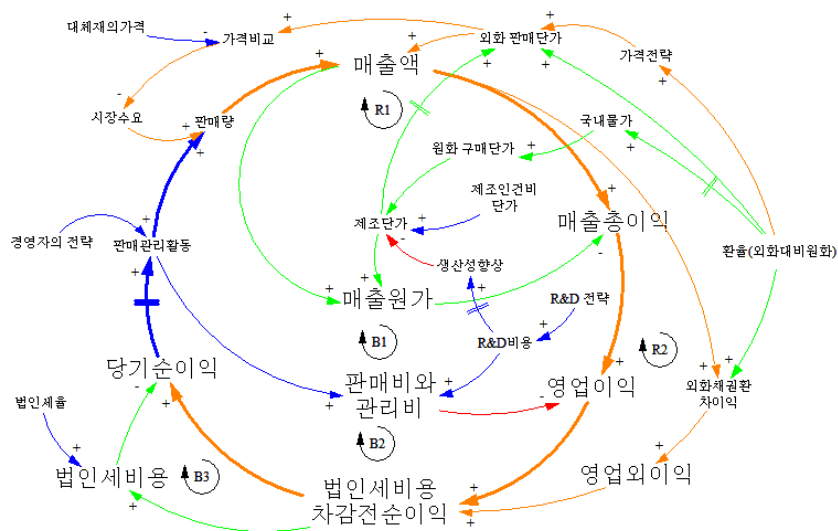 대체재의가격
가격비교
외화 판매단가
가격전략
매출액
시장수요
판매량
R1
국내물가
원화 구매단가
제조인건비
단가
제조단가
매출총이익
경영자의 전략
판매관리활동
환율(외화대비원화)
생산성향상
매출원가
R&D 전략
B1
R&D비용
R2
당기순이익
판매비와
관리비
영업이익
외화채권환
차이익
법인세율
B2
법인세비용
B3
영업외이익
법인세비용
차감전순이익